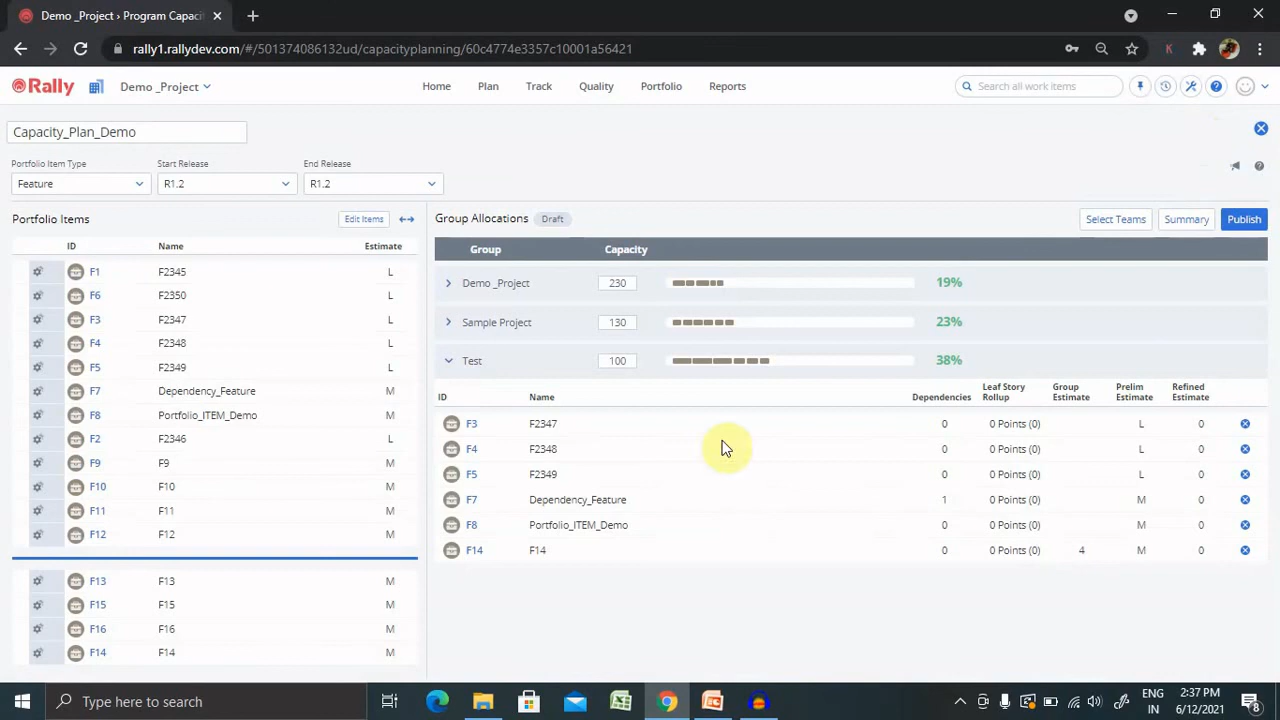 Demo _Project › Program Capaci
rally1.rallydev.com/#/501374086132ud/capacityplanning/60c4774e3357c10001a56421
K
Rally Demo _Project Home Plan Track Quality Portfolio Reports Search all work items
Capacity_Plan_Demo
Portfolio Item Type Start Release End Release
Feature R1.2 R1.2
Portfolio Items Edit Items
ID Name Estimate
F1 F2345 L
F6 F2350 L
F3 F2347 L
F4 F2348 L
F5 F2349 L
F7 Dependency_Feature M
F8 Portfolio_ITEM_Demo M
F2 F2346 L
F9 F9 M
F10 F10 M
F11 F11 M
F12 F12 M
F13 F13 M
F15 F15 M
F16 F16 M
F14 F14 M
Group Allocations Draft Select Teams Summary Publish
Group Capacity
Demo _Project 230 19%
Sample Project 130 23%
Test 100 38%
ID Name Dependencies Leaf Story Rollup Group Estimate Prelim Estimate Refined Estimate
F3 F2347 0 0 Points (0) L 0
F4 F2348 0 0 Points (0) L 0
F5 F2349 0 0 Points (0) L 0
F7 Dependency_Feature 1 0 Points (0) M 0
F8 Portfolio_ITEM_Demo 0 0 Points (0) M 0
F14 F14 0 0 Points (0) 4 M 0
Type here to search
ENG
IN
2:37 PM
6/12/2021
8